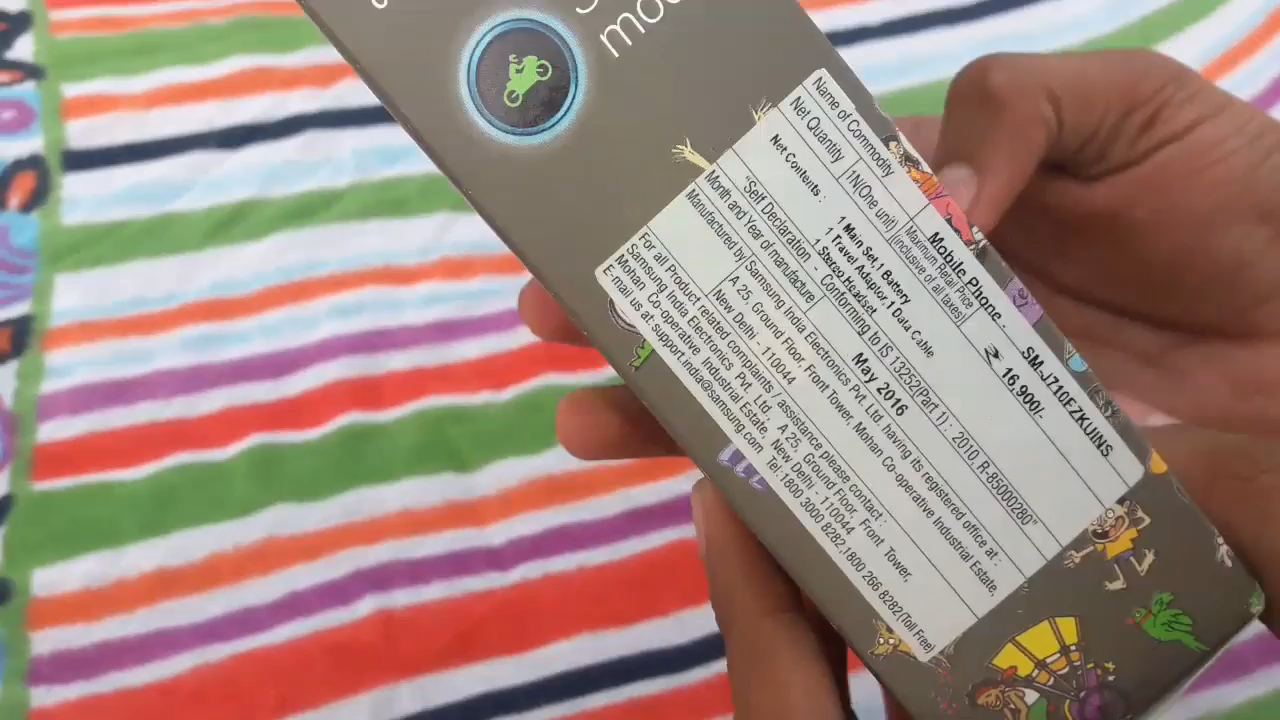 mo
Name of Commodity Mobile Phone - SM-J710FZKUINS
Net Quantity 1N(One unit) Maximum Retail Price (inclusive of all taxes) ₹ 16,900/.
Net Contents : 1 Main Set,1 Battery
1 Travel Adaptor,1 Data Cable
1 Stereo Headset
"Self Declaration - Conforming to IS 13252(Part 1) : 2010, R-85000280"
Month and Year of manufacture May 2016
Manufactured by Samsung India Electronics Pvt. Ltd. having its registered office at :
A 25, Ground Floor, Front Tower, Mohan Co-operative Industrial Estate,
New Delhi - 110044
For all Product related complaints / assistance please contact :
Samsung India Electronics Pvt. Ltd., A 25, Ground Floor, Front Tower,
Mohan Co-operative Industrial Estate, New Delhi - 110044
E-mail us at: support.india@samsung.com Tel:1800 3000 8282,1800 266 8282(Toll Free)